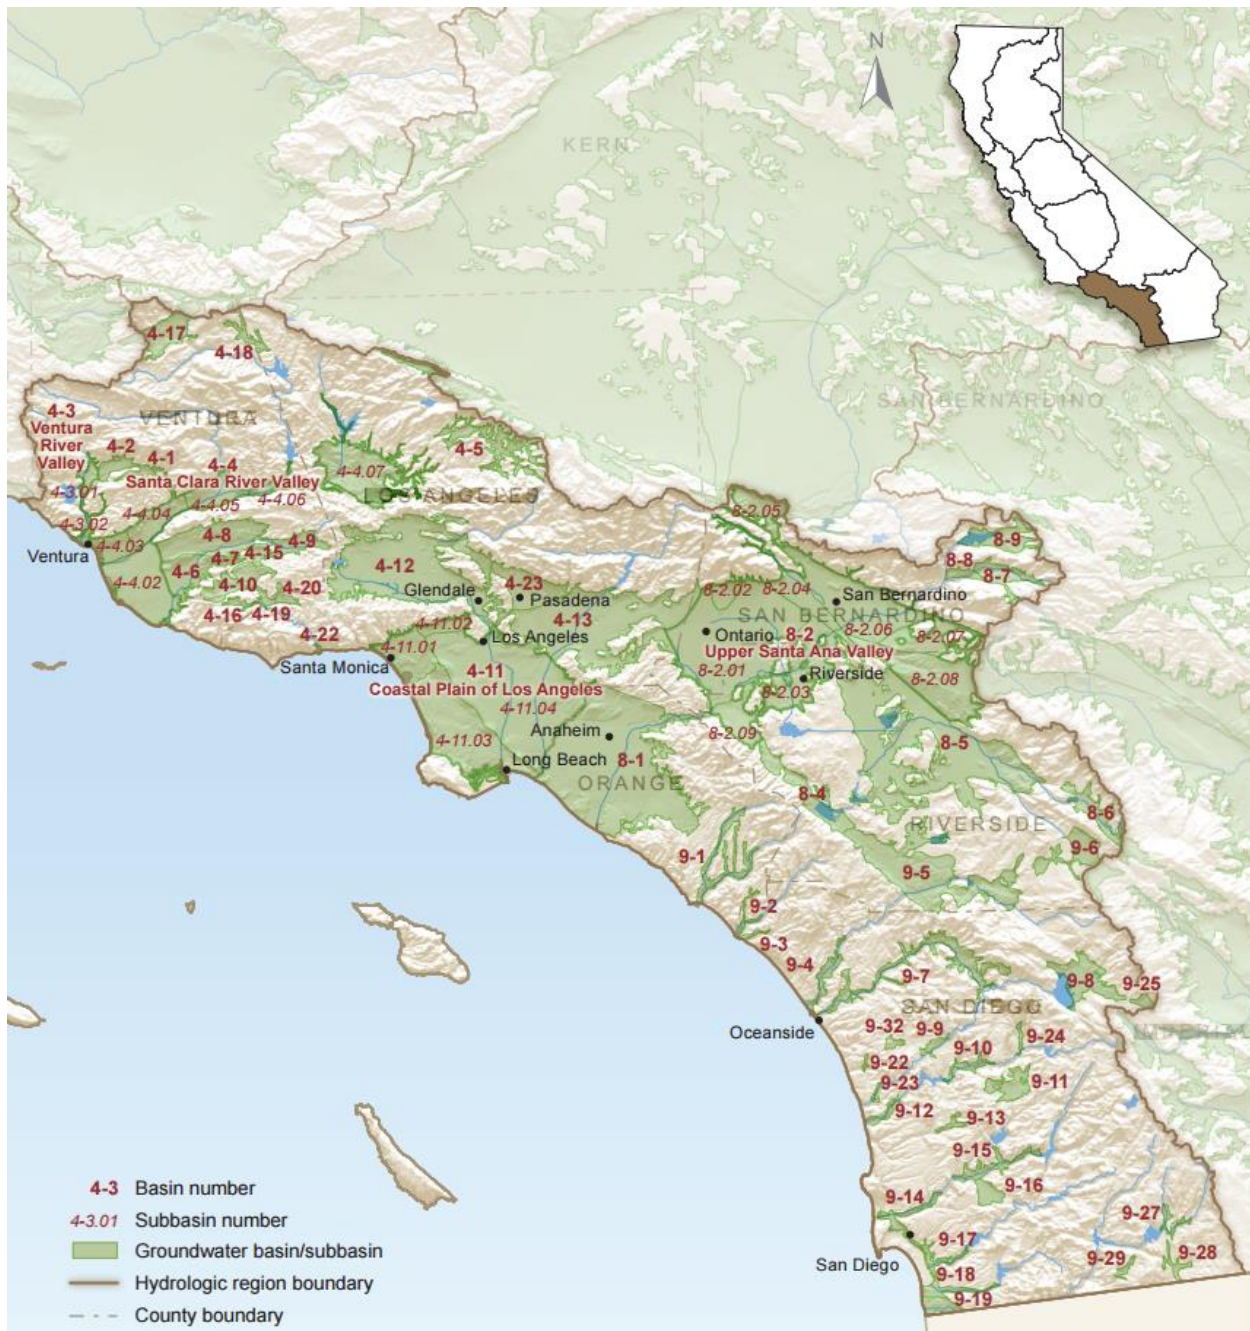 N
KERN
4-17
4-18
SAN BERNARDINO
4-3
Ventura
River
Valley
VENTURA
4-2
4-1
4-5
4-4
Santa Clara River Valley
4-4.07
LOS ANGELES
4-3.01
4-4.06
4-4.05
4-4.04
4-3.02
8-2.05
Ventura
4-4.03
4-8
4-9
4-15
4-7
4-12
8-9
8-8
8-7
4-4.02
4-6
4-10
4-20
Glendale
4-23
Pasadena
8-2.02
8-2.04
San Bernardino
4-16
4-19
4-13
SAN BERNARDINO
4-22
4-11.02
Los Angeles
Ontario
8-2
8-2.06
8-2.07
4-11.01
Upper Santa Ana Valley
Santa Monica
4-11
Coastal Plain of Los Angeles
8-2.01
Riverside
8-2.08
8-2.03
4-11.04
Anaheim
8-2.09
4-11.03
8-5
Long Beach
8-1
ORANGE
8-4
8-6
RIVERSIDE
9-1
9-6
9-5
9-2
9-3
9-4
9-7
9-8
9-25
SAN DIEGO
Oceanside
9-32
9-9
9-24
IMPERIAL
9-22
9-10
9-23
9-11
9-12
9-13
9-15
9-16
9-14
9-27
9-17
San Diego
9-18
9-29
9-28
9-19
4-3 Basin number
4-3.01 Subbasin number
Groundwater basin/subbasin
Hydrologic region boundary
County boundary